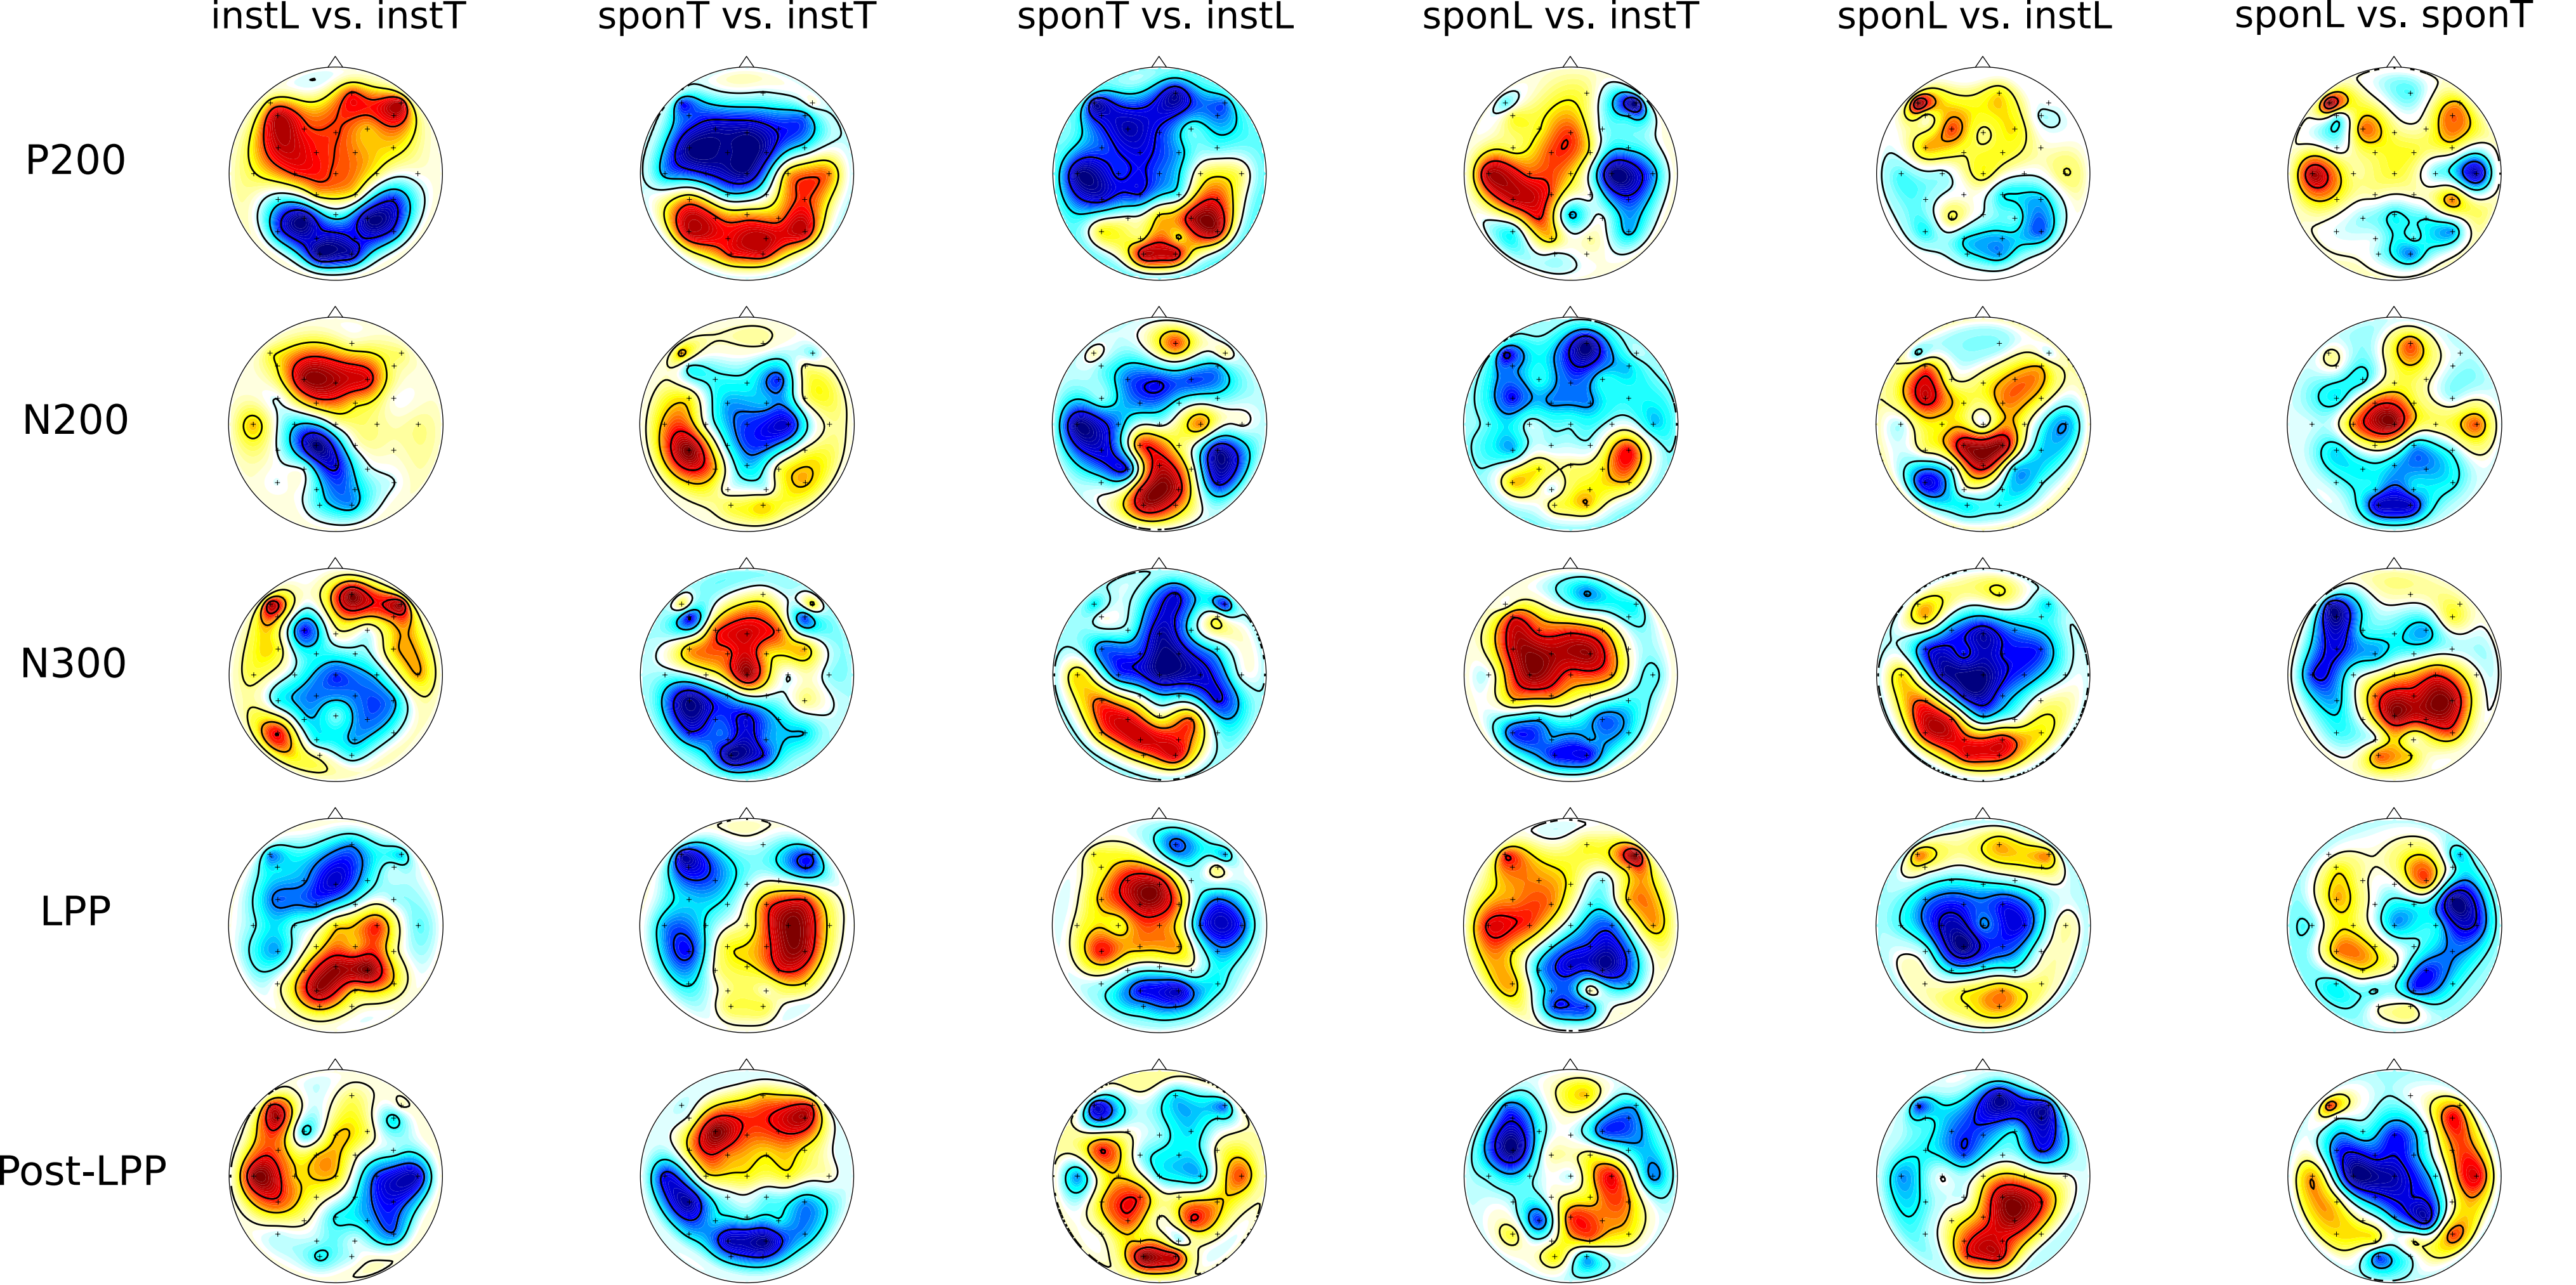 instL vs. instT
sponT vs. instT
sponT vs. instL
sponL vs. instT
sponL vs. instL
sponL vs. sponT
P200
N200
N300
LPP
Post-LPP